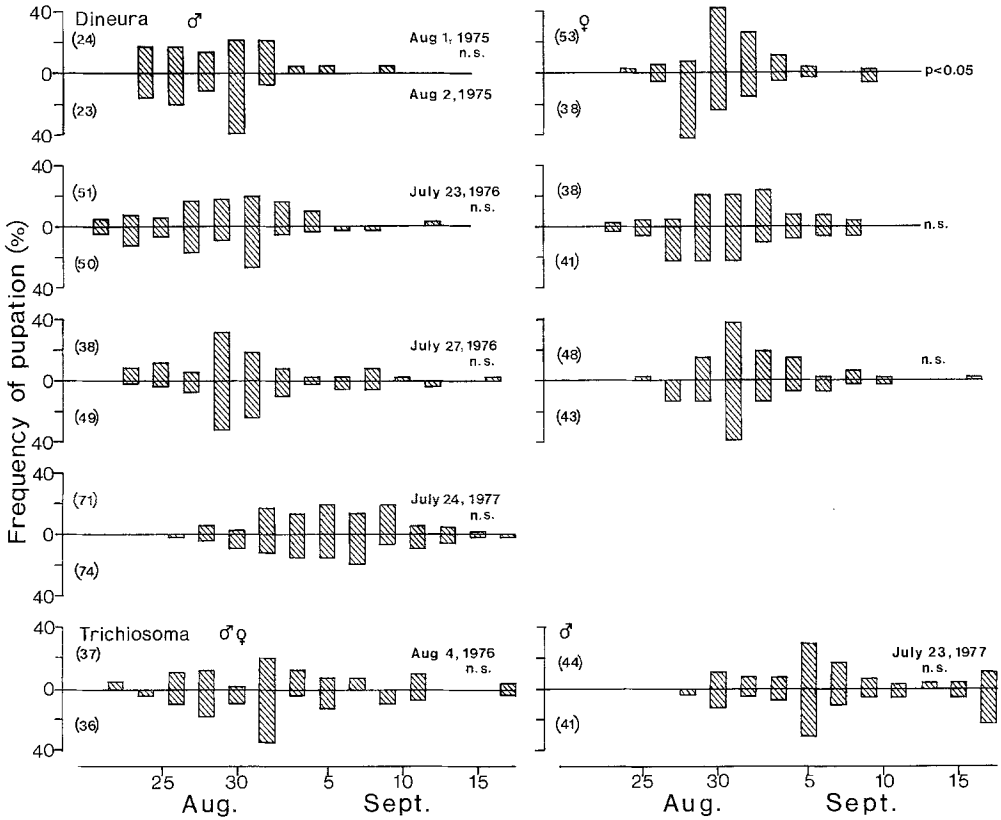 Frequency of pupation (%)
Dineura ♂
40
(24)
Aug 1, 1975
n.s.
0
Aug 2, 1975
(23)
40
♀
(53)
p<0.05
(38)
40
(51)
July 23, 1976
n.s.
0
(50)
40
(38)
n.s.
(41)
40
(38)
July 27, 1976
n.s.
0
(49)
40
(48)
n.s.
(43)
40
(71)
July 24, 1977
n.s.
0
(74)
40
40
Trichiosoma ♂♀
(37)
Aug 4, 1976
n.s.
0
(36)
40
♂
(44)
July 23, 1977
n.s.
(41)
25 30 5 10 15
Aug. Sept.
25 30 5 10 15
Aug. Sept.